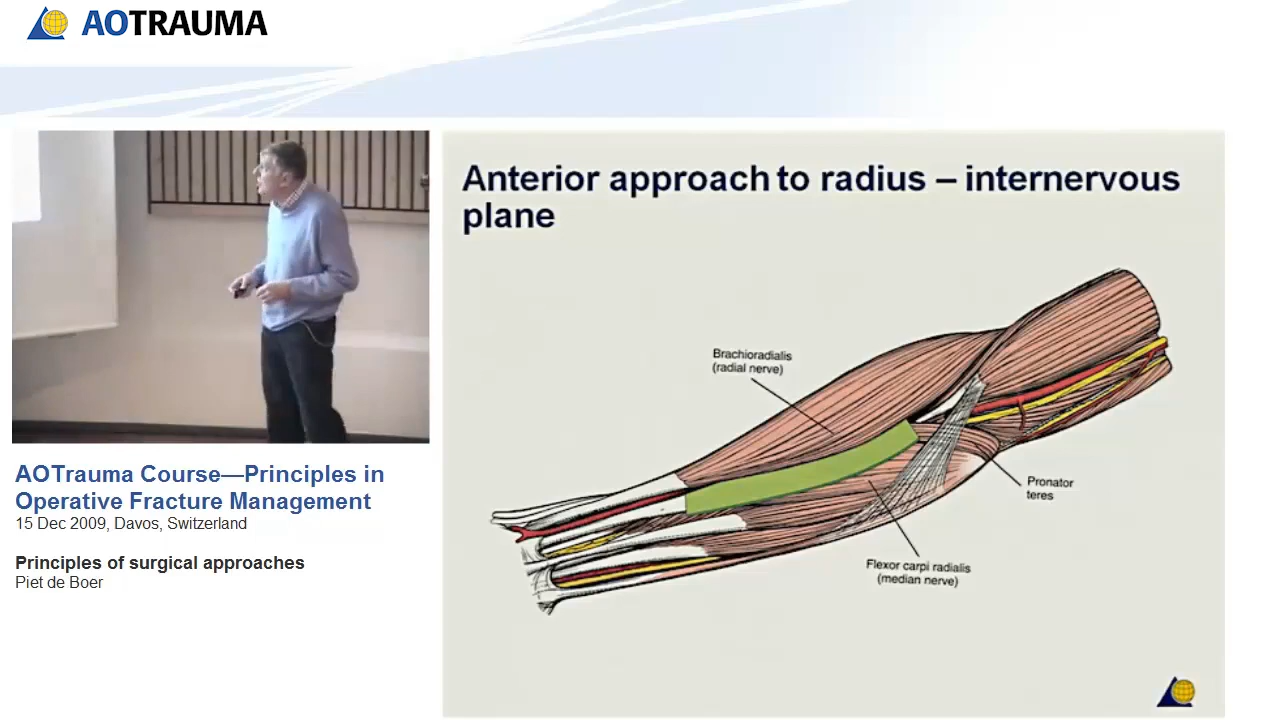 AOTRAUMA
Anterior approach to radius – internervous
plane
Brachioradialis
(radial nerve)
Pronator
teres
Flexor carpi radialis
(median nerve)
AOTrauma Course—Principles in
Operative Fracture Management
15 Dec 2009, Davos, Switzerland
Principles of surgical approaches
Piet de Boer